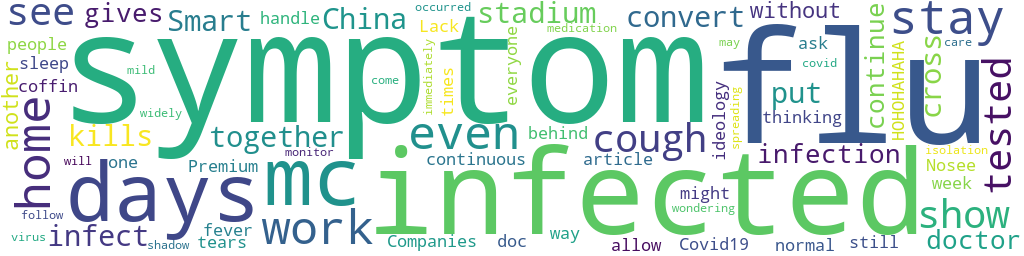 see gives Smart handle China occurred Lack stadium convert without stay
people sleep mild symptom medication everyone flu may ask covid continue care
coffin another widely come immediately times put ideology HOHOHAHAHA cross
kills together even behind cough thinking spreading tested
home will one Premium monitor continuous article infection isolation
days mc infected might Nosee week
follow wondering show
infect fever work Companies doc way allow Covid19 normal still doctor
virus shadow tears